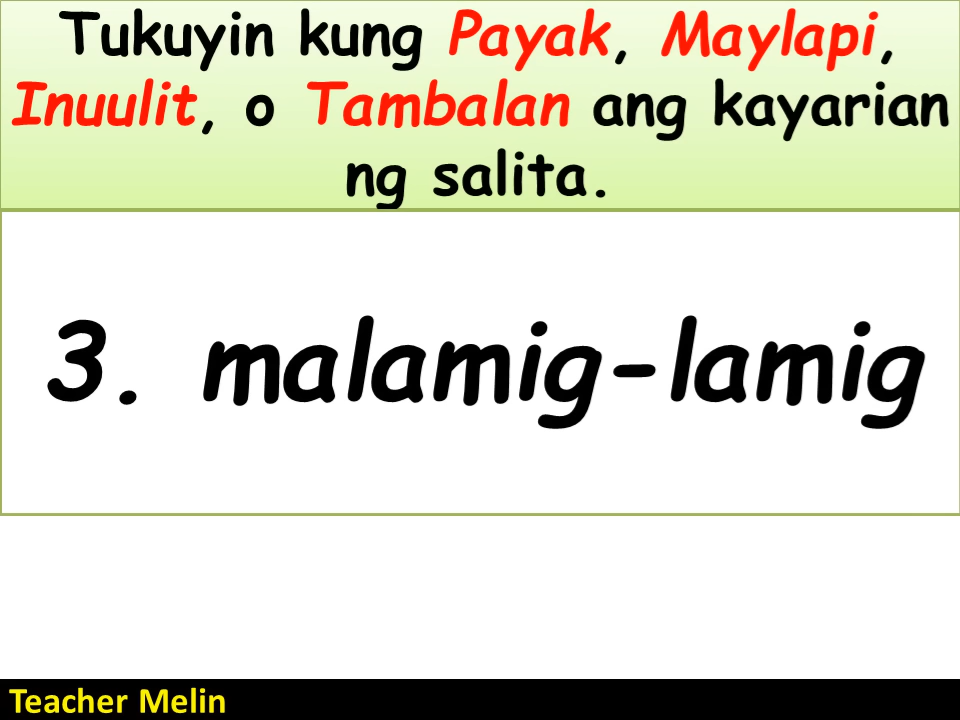 Tukuyin kung Payak, Maylapi,
Inuulit, o Tambalan ang kayarian
ng salita.
3. malamig-lamig
Teacher Melin